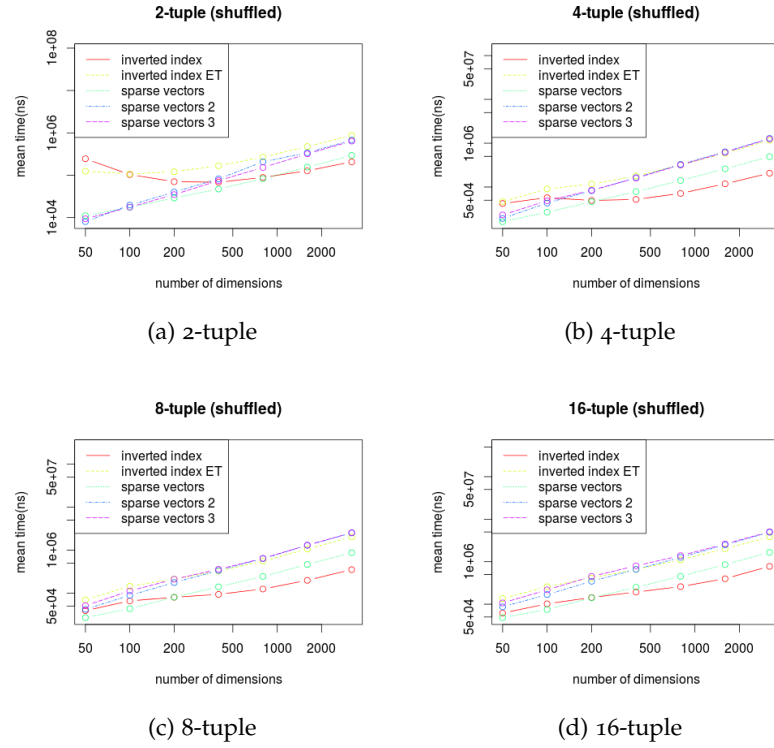 2-tuple (shuffled)
mean time(ns)
1e+04 1e+06 1e+08
inverted index
inverted index ET
sparse vectors
sparse vectors 2
sparse vectors 3
50 100 200 400 1000 2000
number of dimensions
(a) 2-tuple
4-tuple (shuffled)
mean time(ns)
5e+04 1e+06 5e+07
inverted index
inverted index ET
sparse vectors
sparse vectors 2
sparse vectors 3
50 100 200 400 1000 2000
number of dimensions
(b) 4-tuple
8-tuple (shuffled)
mean time(ns)
5e+04 1e+06 5e+07
inverted index
inverted index ET
sparse vectors
sparse vectors 2
sparse vectors 3
50 100 200 400 1000 2000
number of dimensions
(c) 8-tuple
16-tuple (shuffled)
mean time(ns)
5e+04 1e+06 5e+07
inverted index
inverted index ET
sparse vectors
sparse vectors 2
sparse vectors 3
50 100 200 400 1000 2000
number of dimensions
(d) 16-tuple